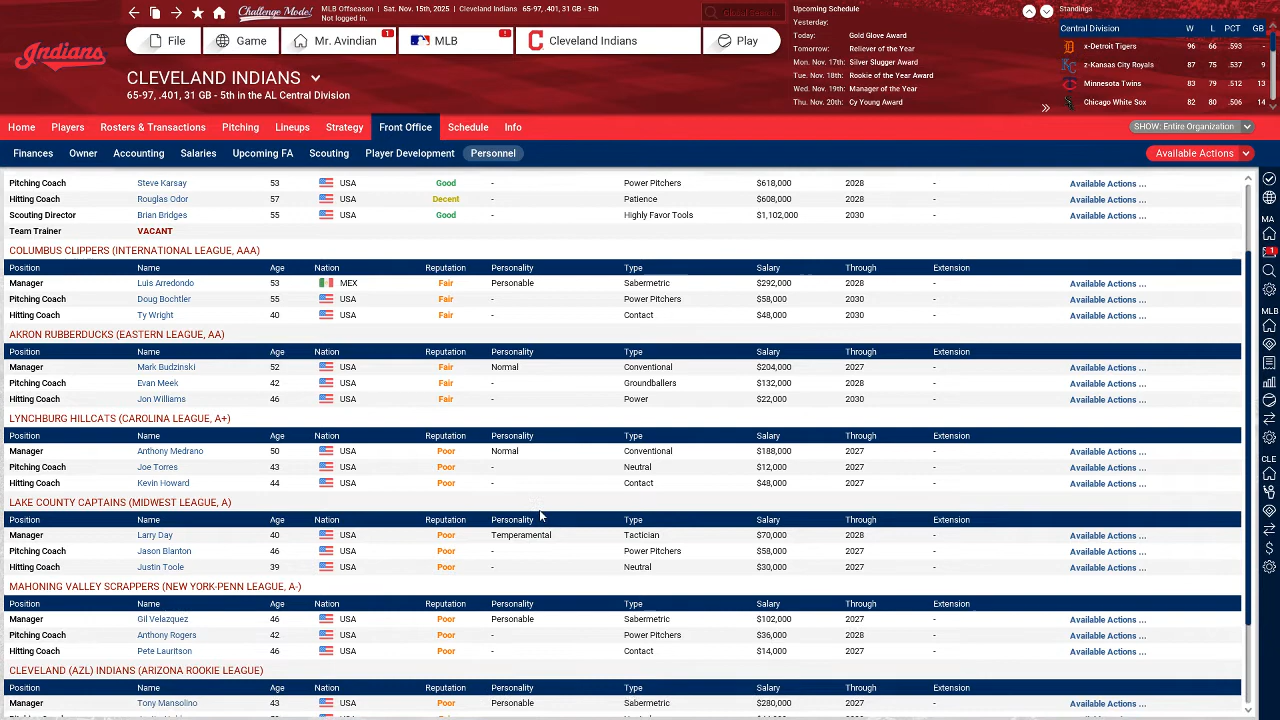 Challenge Mode!
MLB Offseason | Sat. Nov. 15th, 2025 | Cleveland Indians 65-97, .401, 31 GB - 5th
Not logged in.
Global Search
Indians
File
Game
Mr. Avindian
1
MLB
!
Cleveland Indians
Play
CLEVELAND INDIANS
65-97, .401, 31 GB - 5th in the AL Central Division
Upcoming Schedule
Yesterday:
Today: Gold Glove Award
Tomorrow: Reliever of the Year
Mon. Nov. 17th: Silver Slugger Award
Tue. Nov. 18th: Rookie of the Year Award
Wed. Nov. 19th: Manager of the Year
Thu. Nov. 20th: Cy Young Award
Standings
Central Division W L PCT GB
x-Detroit Tigers 96 66 .593 -
z-Kansas City Royals 87 75 .537 9
Minnesota Twins 83 79 .512 13
Chicago White Sox 82 80 .506 14
Home Players Rosters & Transactions Pitching Lineups Strategy Front Office Schedule Info
SHOW: Entire Organization
Finances Owner Accounting Salaries Upcoming FA Scouting Player Development Personnel
Available Actions
Pitching Coach Steve Karsay 53 USA Good - Power Pitchers $618,000 2028 - Available Actions ...
Hitting Coach Rouglas Odor 57 USA Decent - Patience $608,000 2028 - Available Actions ...
Scouting Director Brian Bridges 55 USA Good - Highly Favor Tools $1,102,000 2030 - Available Actions ...
Team Trainer VACANT
COLUMBUS CLIPPERS (INTERNATIONAL LEAGUE, AAA)
Position Name Age Nation Reputation Personality Type Salary Through Extension
Manager Luis Arredondo 53 MEX Fair Personable Sabermetric $292,000 2028 - Available Actions ...
Pitching Coach Doug Bochtler 55 USA Fair - Power Pitchers $58,000 2030 - Available Actions ...
Hitting Coach Ty Wright 40 USA Fair - Contact $48,000 2030 - Available Actions ...
AKRON RUBBERDUCKS (EASTERN LEAGUE, AA)
Position Name Age Nation Reputation Personality Type Salary Through Extension
Manager Mark Budzinski 52 USA Fair Normal Conventional $204,000 2027 - Available Actions ...
Pitching Coach Evan Meek 42 USA Fair - Groundballers $132,000 2028 - Available Actions ...
Hitting Coach Jon Williams 46 USA Fair - Power $22,000 2030 - Available Actions ...
LYNCHBURG HILLCATS (CAROLINA LEAGUE, A+)
Position Name Age Nation Reputation Personality Type Salary Through Extension
Manager Anthony Medrano 50 USA Poor Normal Conventional $188,000 2027 - Available Actions ...
Pitching Coach Joe Torres 43 USA Poor - Neutral $12,000 2027 - Available Actions ...
Hitting Coach Kevin Howard 44 USA Poor - Contact $48,000 2027 - Available Actions ...
LAKE COUNTY CAPTAINS (MIDWEST LEAGUE, A)
Position Name Age Nation Reputation Personality Type Salary Through Extension
Manager Larry Day 40 USA Poor Temperamental Tactician $70,000 2028 - Available Actions ...
Pitching Coach Jason Blanton 46 USA Poor - Power Pitchers $58,000 2027 - Available Actions ...
Hitting Coach Justin Toole 39 USA Poor - Neutral $30,000 2027 - Available Actions ...
MAHONING VALLEY SCRAPPERS (NEW YORK-PENN LEAGUE, A-)
Position Name Age Nation Reputation Personality Type Salary Through Extension
Manager Gil Velazquez 46 USA Poor Personable Sabermetric $102,000 2027 - Available Actions ...
Pitching Coach Anthony Rogers 42 USA Poor - Power Pitchers $36,000 2028 - Available Actions ...
Hitting Coach Pete Lauritson 46 USA Poor - Contact $14,000 2027 - Available Actions ...
CLEVELAND (AZL) INDIANS (ARIZONA ROOKIE LEAGUE)
Position Name Age Nation Reputation Personality Type Salary Through Extension
Manager Tony Mansolino 43 USA Poor Personable Sabermetric $280,000 2027 - Available Actions ...
MA
1
MLB
CLE